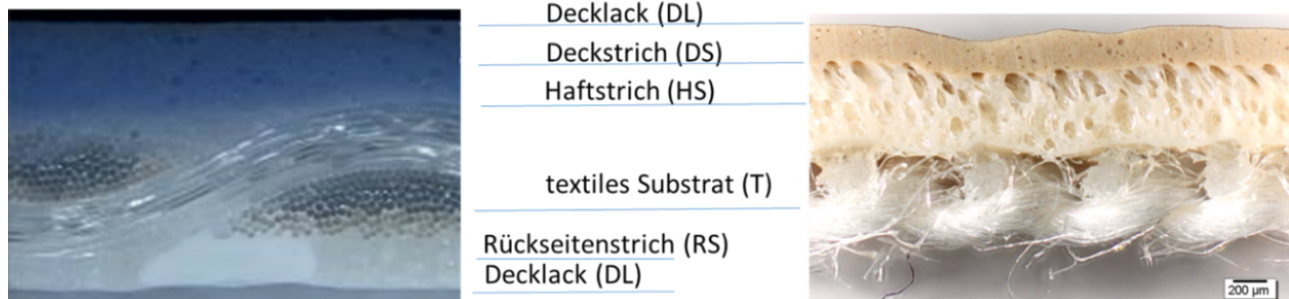 Decklack (DL)
Deckstrich (DS)
Haftstrich (HS)
textiles Substrat (T)
Rückseitenstrich (RS)
Decklack (DL)
200 µm